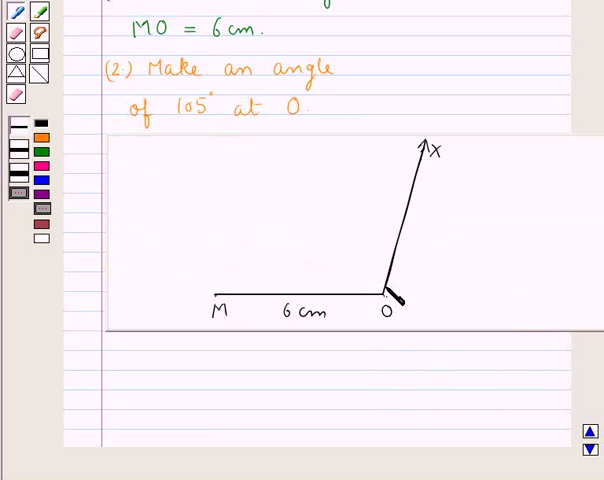 MO = 6 cm.
(2.) Make an angle
of 105° at O.
X
M 6 cm O